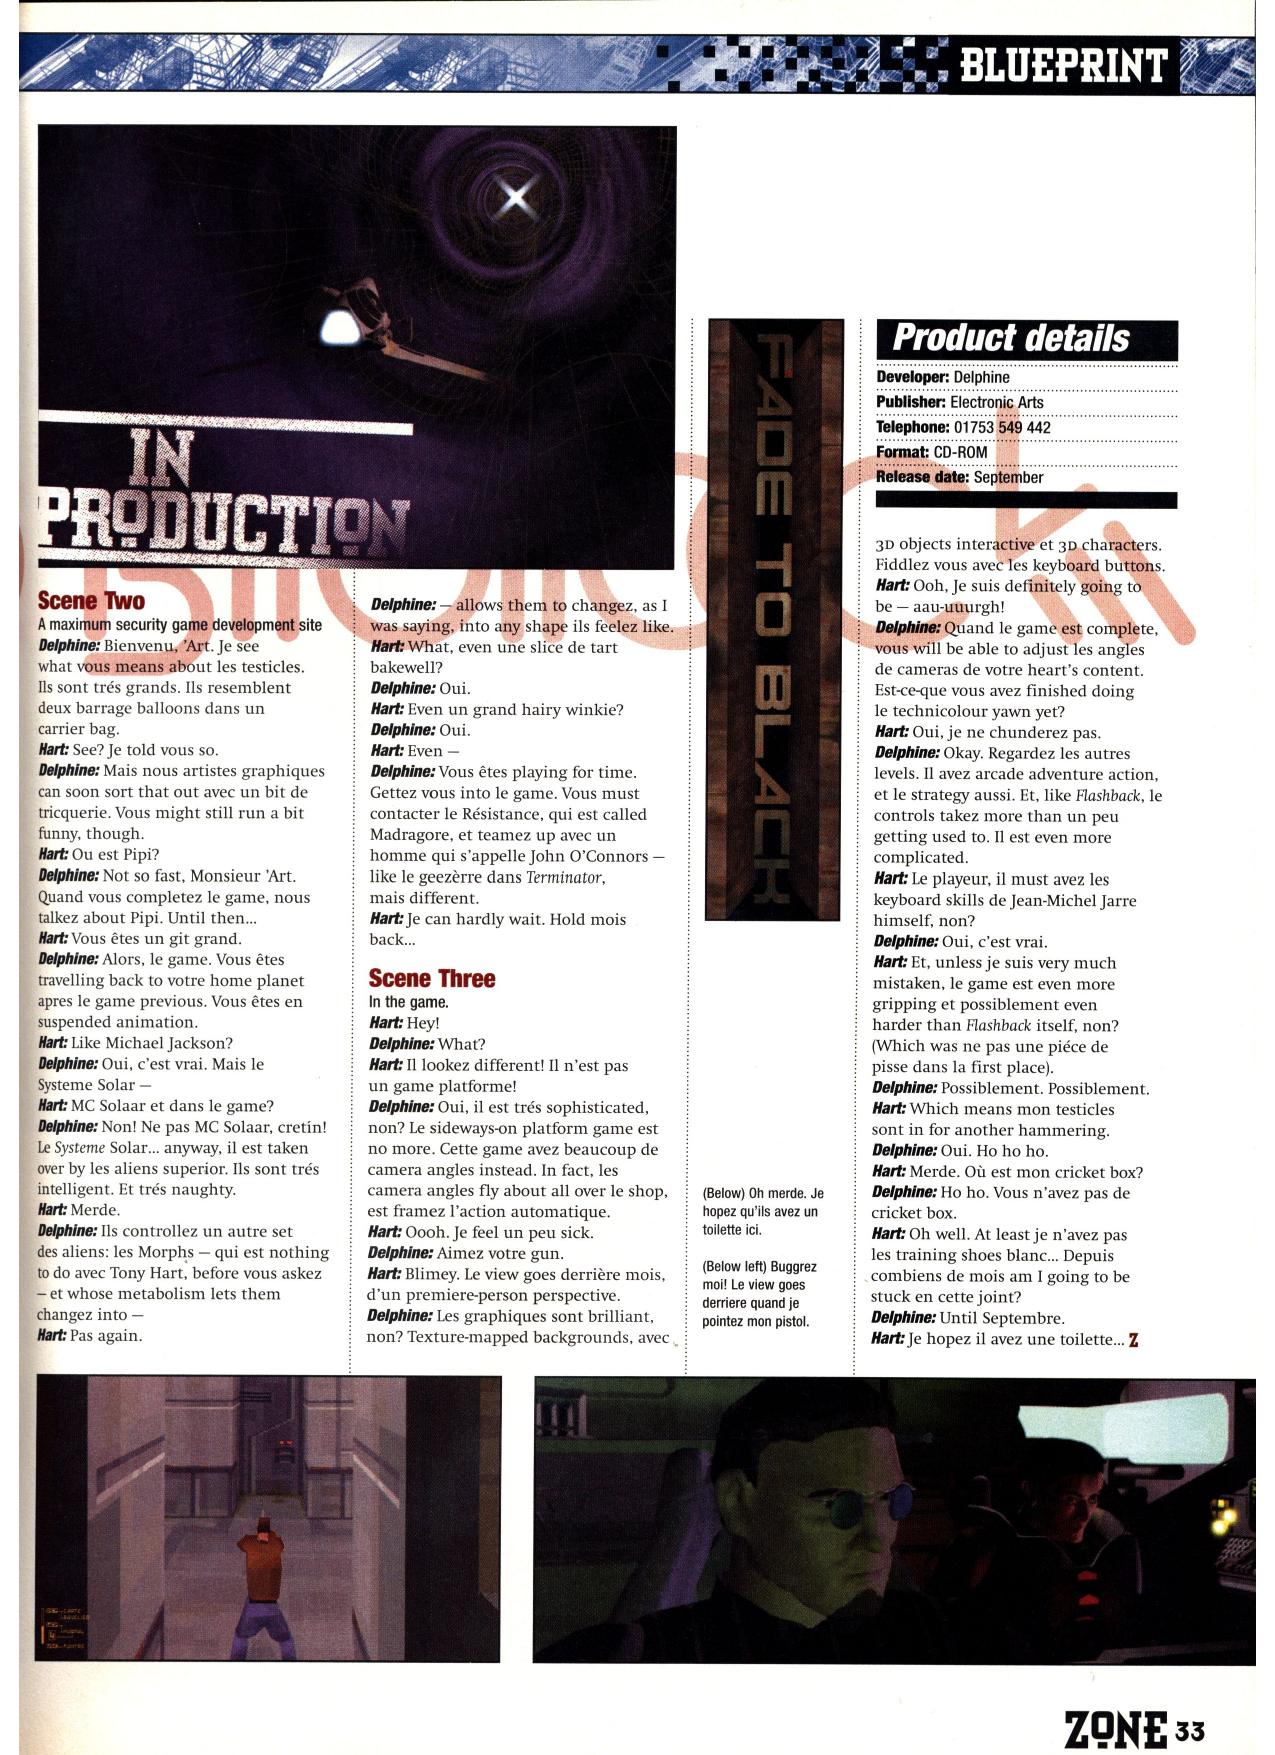 BLUEPRINT
IN
PRODUCTION
Scene Two
A maximum security game development site
Delphine: Bienvenu, 'Art. Je see
what vous means about les testicles.
Ils sont trés grands. Ils resemblent
deux barrage balloons dans un
carrier bag.
Hart: See? Je told vous so.
Delphine: Mais nous artistes graphiques
can soon sort that out avec un bit de
tricquerie. Vous might still run a bit
funny, though.
Hart: Ou est Pipi?
Delphine: Not so fast, Monsieur 'Art.
Quand vous completez le game, nous
talkez about Pipi. Until then...
Hart: Vous êtes un git grand.
Delphine: Alors, le game. Vous êtes
travelling back to votre home planet
apres le game previous. Vous êtes en
suspended animation.
Hart: Like Michael Jackson?
Delphine: Oui, c'est vrai. Mais le
Systeme Solar —
Hart: MC Solaar et dans le game?
Delphine: Non! Ne pas MC Solaar, cretín!
Le Systeme Solar... anyway, il est taken
over by les aliens superior. Ils sont trés
intelligent. Et trés naughty.
Hart: Merde.
Delphine: Ils controllez un autre set
des aliens: les Morphs — qui est nothing
to do avec Tony Hart, before vous askez
– et whose metabolism lets them
changez into —
Hart: Pas again.
Delphine: — allows them to changez, as I
was saying, into any shape ils feelez like.
Hart: What, even une slice de tart
bakewell?
Delphine: Oui.
Hart: Even un grand hairy winkie?
Delphine: Oui.
Hart: Even —
Delphine: Vous êtes playing for time.
Gettez vous into le game. Vous must
contacter le Résistance, qui est called
Madragore, et teamez up avec un
homme qui s'appelle John O'Connors —
like le geezèrre dans Terminator,
mais different.
Hart: Je can hardly wait. Hold mois
back...
Scene Three
In the game.
Hart: Hey!
Delphine: What?
Hart: Il lookez different! Il n'est pas
un game platforme!
Delphine: Oui, il est trés sophisticated,
non? Le sideways-on platform game est
no more. Cette game avez beaucoup de
camera angles instead. In fact, les
camera angles fly about all over le shop,
est framez l'action automatique.
Hart: Oooh. Je feel un peu sick.
Delphine: Aimez votre gun.
Hart: Blimey. Le view goes derrière mois,
d'un premiere-person perspective.
Delphine: Les graphiques sont brilliant,
non? Texture-mapped backgrounds, avec
FADE TO BLACK
(Below) Oh merde. Je
hopez qu'ils avez un
toilette ici.
(Below left) Buggrez
moi! Le view goes
derriere quand je
pointez mon pistol.
Product details
Developer: Delphine
Publisher: Electronic Arts
Telephone: 01753 549 442
Format: CD-ROM
Release date: September
3D objects interactive et 3D characters.
Fiddlez vous avec les keyboard buttons.
Hart: Ooh, Je suis definitely going to
be — aau-uuurgh!
Delphine: Quand le game est complete,
vous will be able to adjust les angles
de cameras de votre heart's content.
Est-ce-que vous avez finished doing
le technicolour yawn yet?
Hart: Oui, je ne chunderez pas.
Delphine: Okay. Regardez les autres
levels. Il avez arcade adventure action,
et le strategy aussi. Et, like Flashback, le
controls takez more than un peu
getting used to. Il est even more
complicated.
Hart: Le playeur, il must avez les
keyboard skills de Jean-Michel Jarre
himself, non?
Delphine: Oui, c'est vrai.
Hart: Et, unless je suis very much
mistaken, le game est even more
gripping et possiblement even
harder than Flashback itself, non?
(Which was ne pas une piéce de
pisse dans la first place).
Delphine: Possiblement. Possiblement.
Hart: Which means mon testicles
sont in for another hammering.
Delphine: Oui. Ho ho ho.
Hart: Merde. Où est mon cricket box?
Delphine: Ho ho. Vous n'avez pas de
cricket box.
Hart: Oh well. At least je n'avez pas
les training shoes blanc... Depuis
combiens de mois am I going to be
stuck en cette joint?
Delphine: Until Septembre.
Hart: Je hopez il avez une toilette... Z
ZONE 33